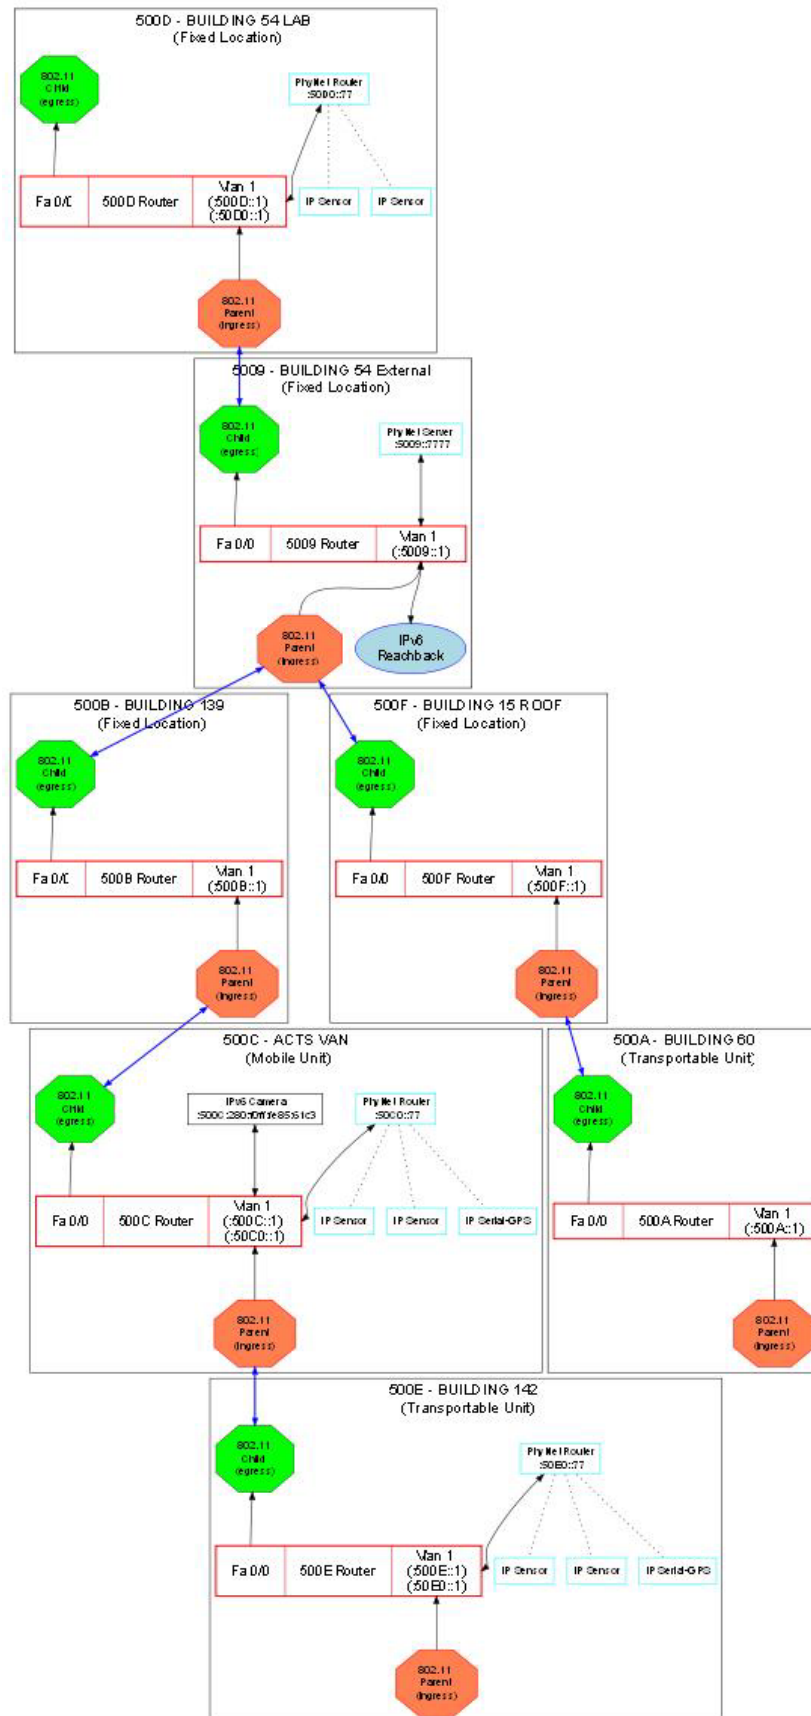 500D - BUILDING 54 LAB
(Fixed Location)
802.11
Child
(egress)
PhyNet Router
:50D0::77
Fa 0/0
500D Router
Vlan 1
(:500D::1)
(:50D0::1)
IP Sensor
IP Sensor
802.11
Parent
(Ingress)
5009 - BUILDING 54 External
(Fixed Location)
802.11
Child
(egress)
PhyNet Server
:5009::7777
Fa 0/0
5009 Router
Vlan 1
(:5009::1)
802.11
Parent
(Ingress)
IPv6
Reachback
500B - BUILDING 139
(Fixed Location)
802.11
Child
(egress)
Fa 0/0
500B Router
Vlan 1
(:500B::1)
802.11
Parent
(Ingress)
500F - BUILDING 15 ROOF
(Fixed Location)
802.11
Child
(egress)
Fa 0/0
500F Router
Vlan 1
(:500F::1)
802.11
Parent
(Ingress)
500C - ACTS VAN
(Mobile Unit)
802.11
Child
(egress)
IPv6 Camera
PhyNet Router
:50C0::77
Fa 0/0
500C Router
Vlan 1
(:500C::1)
(:50C0::1)
IP Sensor
IP Sensor
IP Serial-GPS
802.11
Parent
(Ingress)
500A - BUILDING 60
(Transportable Unit)
802.11
Child
(egress)
Fa 0/0
500A Router
Vlan 1
(:500A::1)
802.11
Parent
(Ingress)
500E - BUILDING 142
(Transportable Unit)
802.11
Child
(egress)
PhyNet Router
:50E0::77
Fa 0/0
500E Router
Vlan 1
(:500E::1)
(:50E0::1)
IP Sensor
IP Sensor
IP Serial-GPS
802.11
Parent
(Ingress)